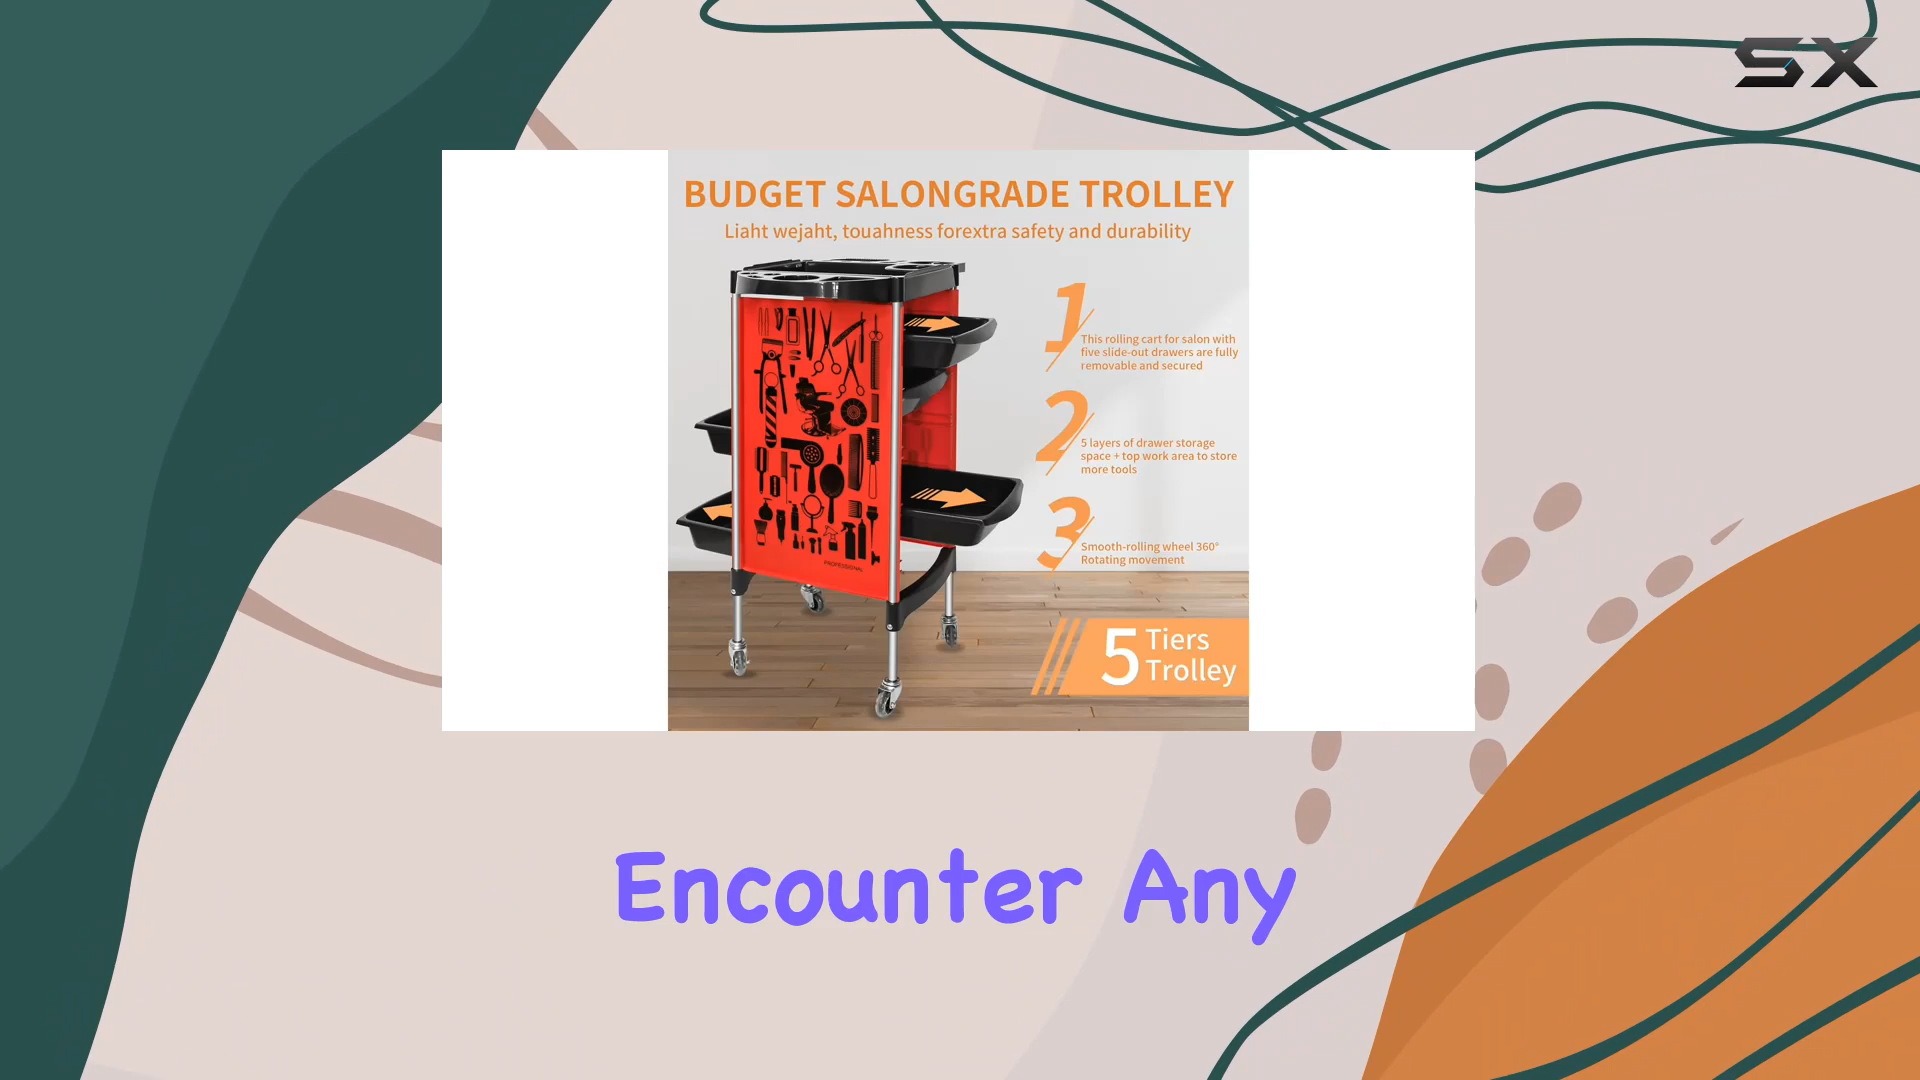 SX
BUDGET SALONGRADE TROLLEY
Liaht wejaht, touahness forextra safety and durability
1
This rolling cart for salon with
five slide-out drawers are fully
removable and secured
2
5 layers of drawer storage
space + top work area to store
more tools
3
Smooth-rolling wheel 360°
Rotating movement
PROFESSIONAL
5 Tiers
Trolley
Encounter Any